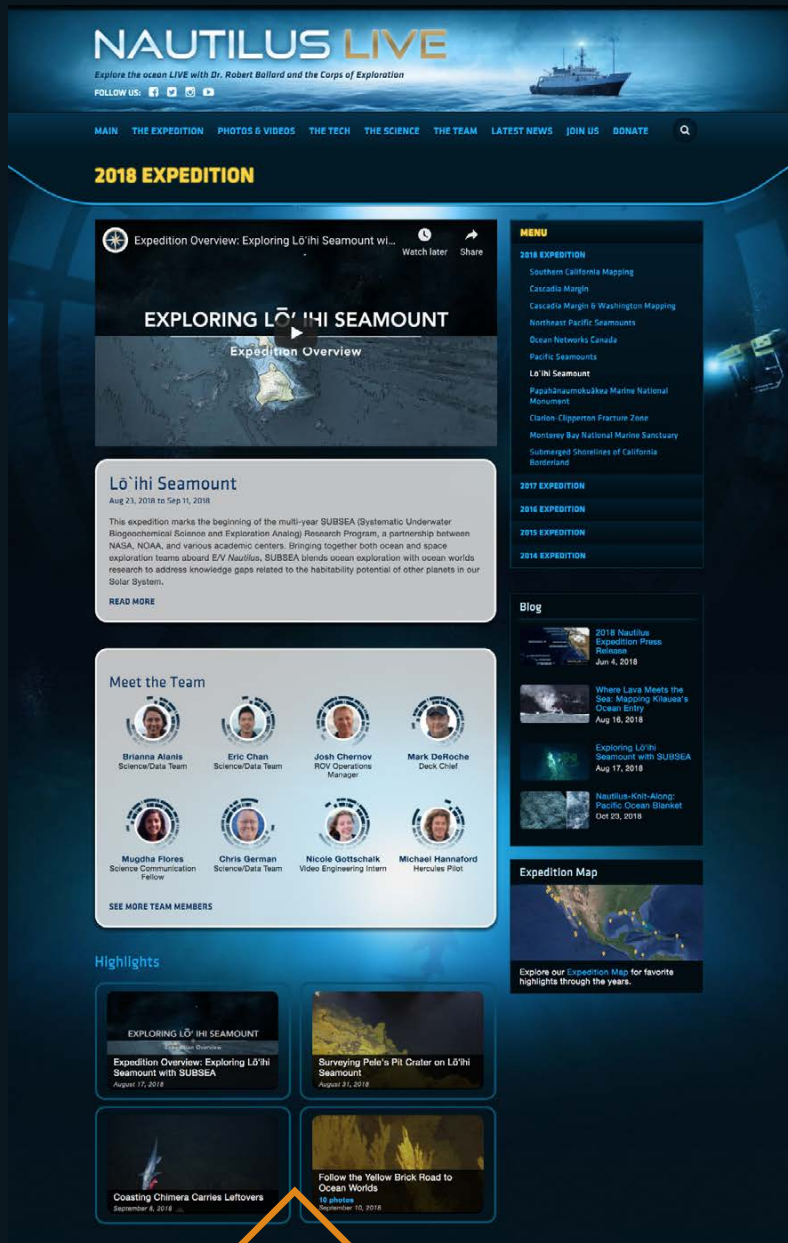 NAUTILUS LIVE
Explore the ocean LIVE with Dr. Robert Ballard and the Corps of Exploration
FOLLOW US:
MAIN THE EXPEDITION PHOTOS & VIDEOS THE TECH THE SCIENCE THE TEAM LATEST NEWS JOIN US DONATE
2018 EXPEDITION
Expedition Overview: Exploring Lō'ihi Seamount wi...
Watch later Share
EXPLORING LŌ'IHI SEAMOUNT
Expedition Overview
Lō`ihi Seamount
Aug 23, 2018 to Sep 11, 2018
This expedition marks the beginning of the multi-year SUBSEA (Systematic Underwater
Biogeochemical Science and Exploration Analog) Research Program, a partnership between
NASA, NOAA, and various academic centers. Bringing together both ocean and space
exploration teams aboard E/V Nautilus, SUBSEA blends ocean exploration with ocean worlds
research to address knowledge gaps related to the habitability potential of other planets in our
Solar System.
READ MORE
Meet the Team
Brianna Alanis
Science/Data Team
Eric Chan
Science/Data Team
Josh Chernov
ROV Operations
Manager
Mark DeRoche
Deck Chief
Mugdha Flores
Science Communication
Fellow
Chris German
Science/Data Team
Nicole Gottschalk
Video Engineering Intern
Michael Hannaford
Hercules Pilot
SEE MORE TEAM MEMBERS
Highlights
EXPLORING LŌ' IHI SEAMOUNT
Expedition Overview
Expedition Overview: Exploring Lō'ihi
Seamount with SUBSEA
August 17, 2018
Surveying Pele's Pit Crater on Lō'ihi
Seamount
August 31, 2018
Coasting Chimera Carries Leftovers
September 8, 2018
Follow the Yellow Brick Road to
Ocean Worlds
10 photos
September 10, 2018
MENU
2018 EXPEDITION
Southern California Mapping
Cascadia Margin
Cascadia Margin & Washington Mapping
Northeast Pacific Seamounts
Ocean Networks Canada
Pacific Seamounts
Lō`ihi Seamount
Papahānaumokuākea Marine National
Monument
Clarion-Clipperton Fracture Zone
Monterey Bay National Marine Sanctuary
Submerged Shorelines of California
Borderland
2017 EXPEDITION
2016 EXPEDITION
2015 EXPEDITION
2014 EXPEDITION
Blog
2018 Nautilus
Expedition Press
Release
Jun 4, 2018
Where Lava Meets the
Sea: Mapping Kīlauea's
Ocean Entry
Aug 16, 2018
Exploring Lō'ihi
Seamount with SUBSEA
Aug 17, 2018
Nautilus-Knit-Along:
Pacific Ocean Blanket
Oct 23, 2018
Expedition Map
Explore our Expedition Map for favorite
highlights through the years.